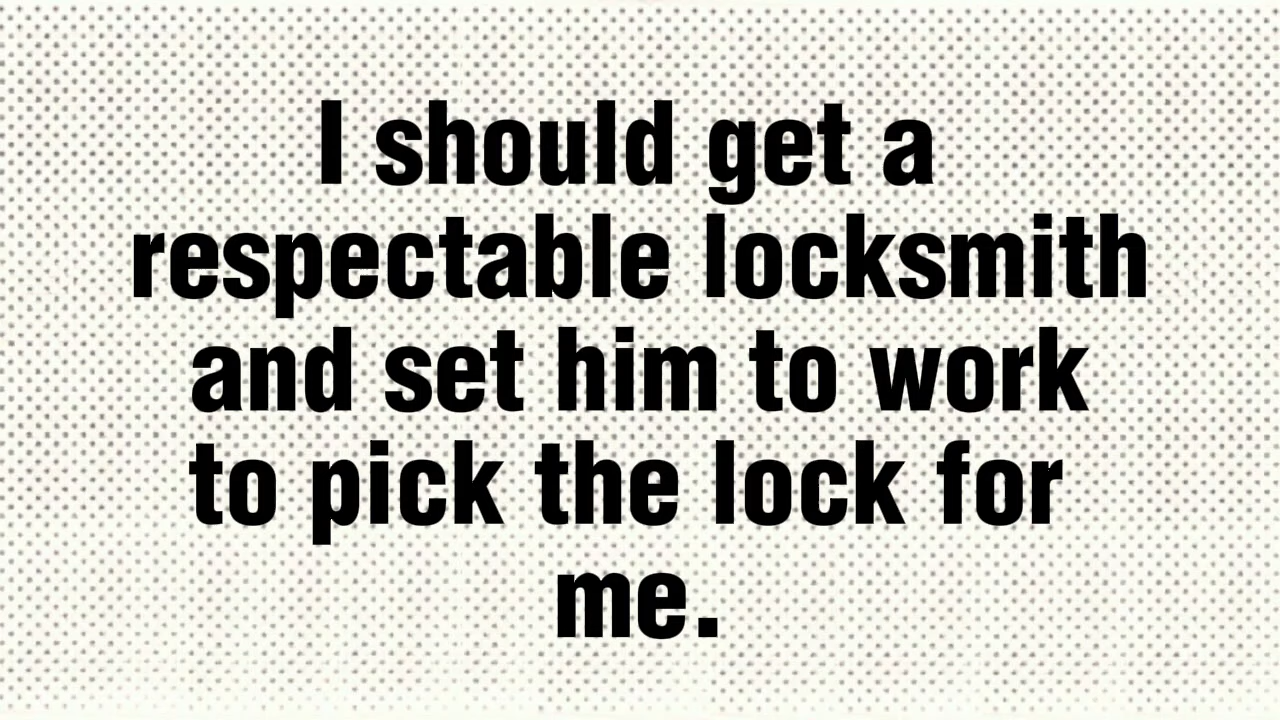 I should get a
respectable locksmith
and set him to work
to pick the lock for
me.